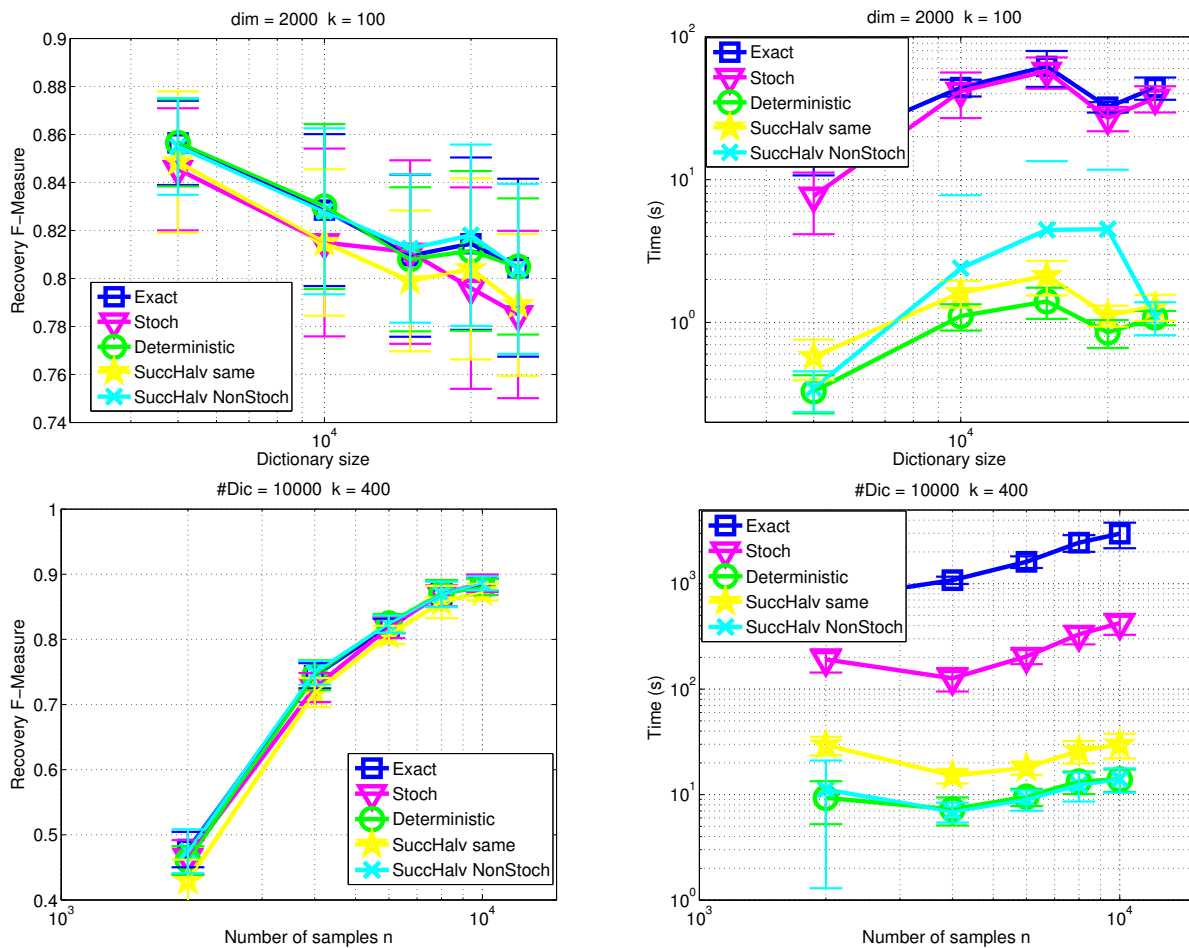 dim = 2000 k = 100
Recovery F−Measure
0.9
0.88
0.86
0.84
0.82
0.8
0.78
0.76
0.74
Exact
Stoch
Deterministic
SuccHalv same
SuccHalv NonStoch
10^4
Dictionary size
dim = 2000 k = 100
Time (s)
10^2
10^1
10^0
Exact
Stoch
Deterministic
SuccHalv same
SuccHalv NonStoch
10^4
Dictionary size
#Dic = 10000 k = 400
Recovery F−Measure
1
0.9
0.8
0.7
0.6
0.5
0.4
Exact
Stoch
Deterministic
SuccHalv same
SuccHalv NonStoch
10^3
10^4
Number of samples n
#Dic = 10000 k = 400
Time (s)
10^3
10^2
10^1
10^0
Exact
Stoch
Deterministic
SuccHalv same
SuccHalv NonStoch
10^3
10^4
Number of samples n